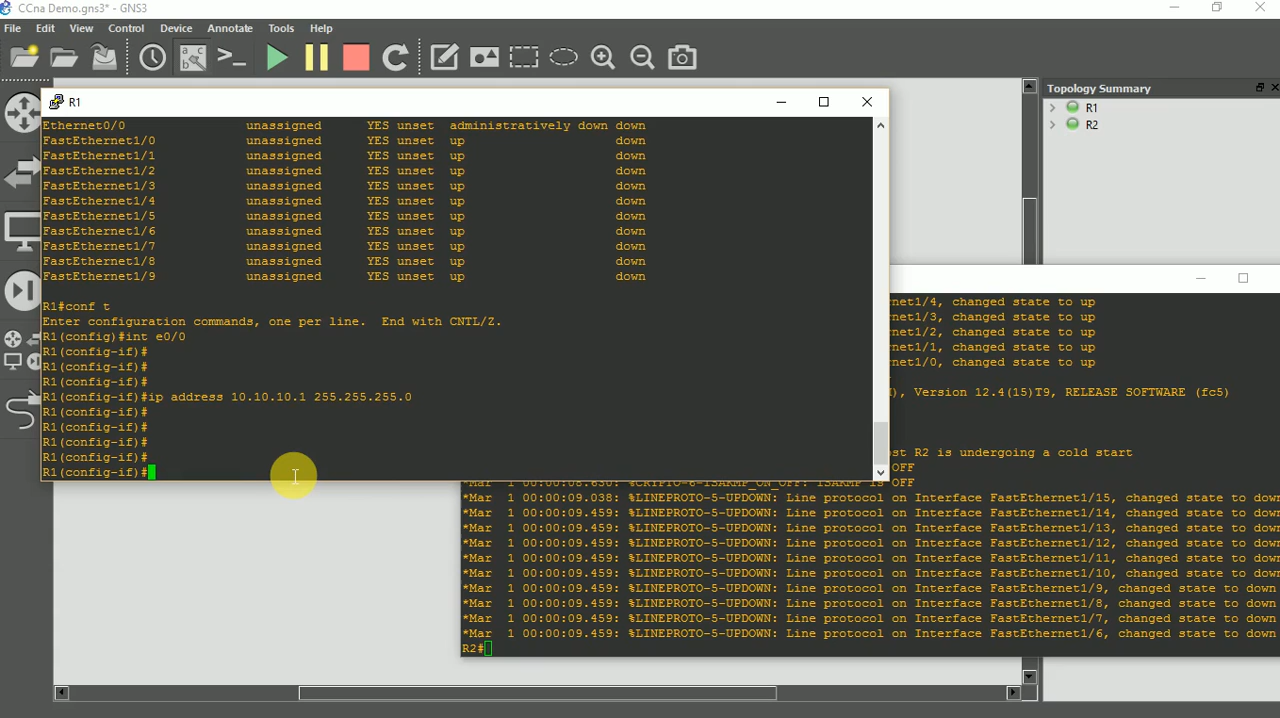 CCna Demo.gns3* - GNS3
File Edit View Control Device Annotate Tools Help
R1
Ethernet0/0 unassigned YES unset administratively down down
FastEthernet1/0 unassigned YES unset up down
FastEthernet1/1 unassigned YES unset up down
FastEthernet1/2 unassigned YES unset up down
FastEthernet1/3 unassigned YES unset up down
FastEthernet1/4 unassigned YES unset up down
FastEthernet1/5 unassigned YES unset up down
FastEthernet1/6 unassigned YES unset up down
FastEthernet1/7 unassigned YES unset up down
FastEthernet1/8 unassigned YES unset up down
FastEthernet1/9 unassigned YES unset up down
R1#conf t
Enter configuration commands, one per line. End with CNTL/Z.
R1(config)#int e0/0
R1(config-if)#
R1(config-if)#
R1(config-if)#
R1(config-if)#ip address 10.10.10.1 255.255.255.0
R1(config-if)#
R1(config-if)#
R1(config-if)#
R1(config-if)#
R1(config-if)#
Topology Summary
R1
R2
net1/4, changed state to up
net1/3, changed state to up
net1/2, changed state to up
net1/1, changed state to up
net1/0, changed state to up
), Version 12.4(15)T9, RELEASE SOFTWARE (fc5)
st R2 is undergoing a cold start
OFF
*Mar 1 00:00:08.630: %CRYPTO-6-ISAKMP_ON_OFF: ISAKMP is OFF
*Mar 1 00:00:09.038: %LINEPROTO-5-UPDOWN: Line protocol on Interface FastEthernet1/15, changed state to down
*Mar 1 00:00:09.459: %LINEPROTO-5-UPDOWN: Line protocol on Interface FastEthernet1/14, changed state to down
*Mar 1 00:00:09.459: %LINEPROTO-5-UPDOWN: Line protocol on Interface FastEthernet1/13, changed state to down
*Mar 1 00:00:09.459: %LINEPROTO-5-UPDOWN: Line protocol on Interface FastEthernet1/12, changed state to down
*Mar 1 00:00:09.459: %LINEPROTO-5-UPDOWN: Line protocol on Interface FastEthernet1/11, changed state to down
*Mar 1 00:00:09.459: %LINEPROTO-5-UPDOWN: Line protocol on Interface FastEthernet1/10, changed state to down
*Mar 1 00:00:09.459: %LINEPROTO-5-UPDOWN: Line protocol on Interface FastEthernet1/9, changed state to down
*Mar 1 00:00:09.459: %LINEPROTO-5-UPDOWN: Line protocol on Interface FastEthernet1/8, changed state to down
*Mar 1 00:00:09.459: %LINEPROTO-5-UPDOWN: Line protocol on Interface FastEthernet1/7, changed state to down
*Mar 1 00:00:09.459: %LINEPROTO-5-UPDOWN: Line protocol on Interface FastEthernet1/6, changed state to down
R2#